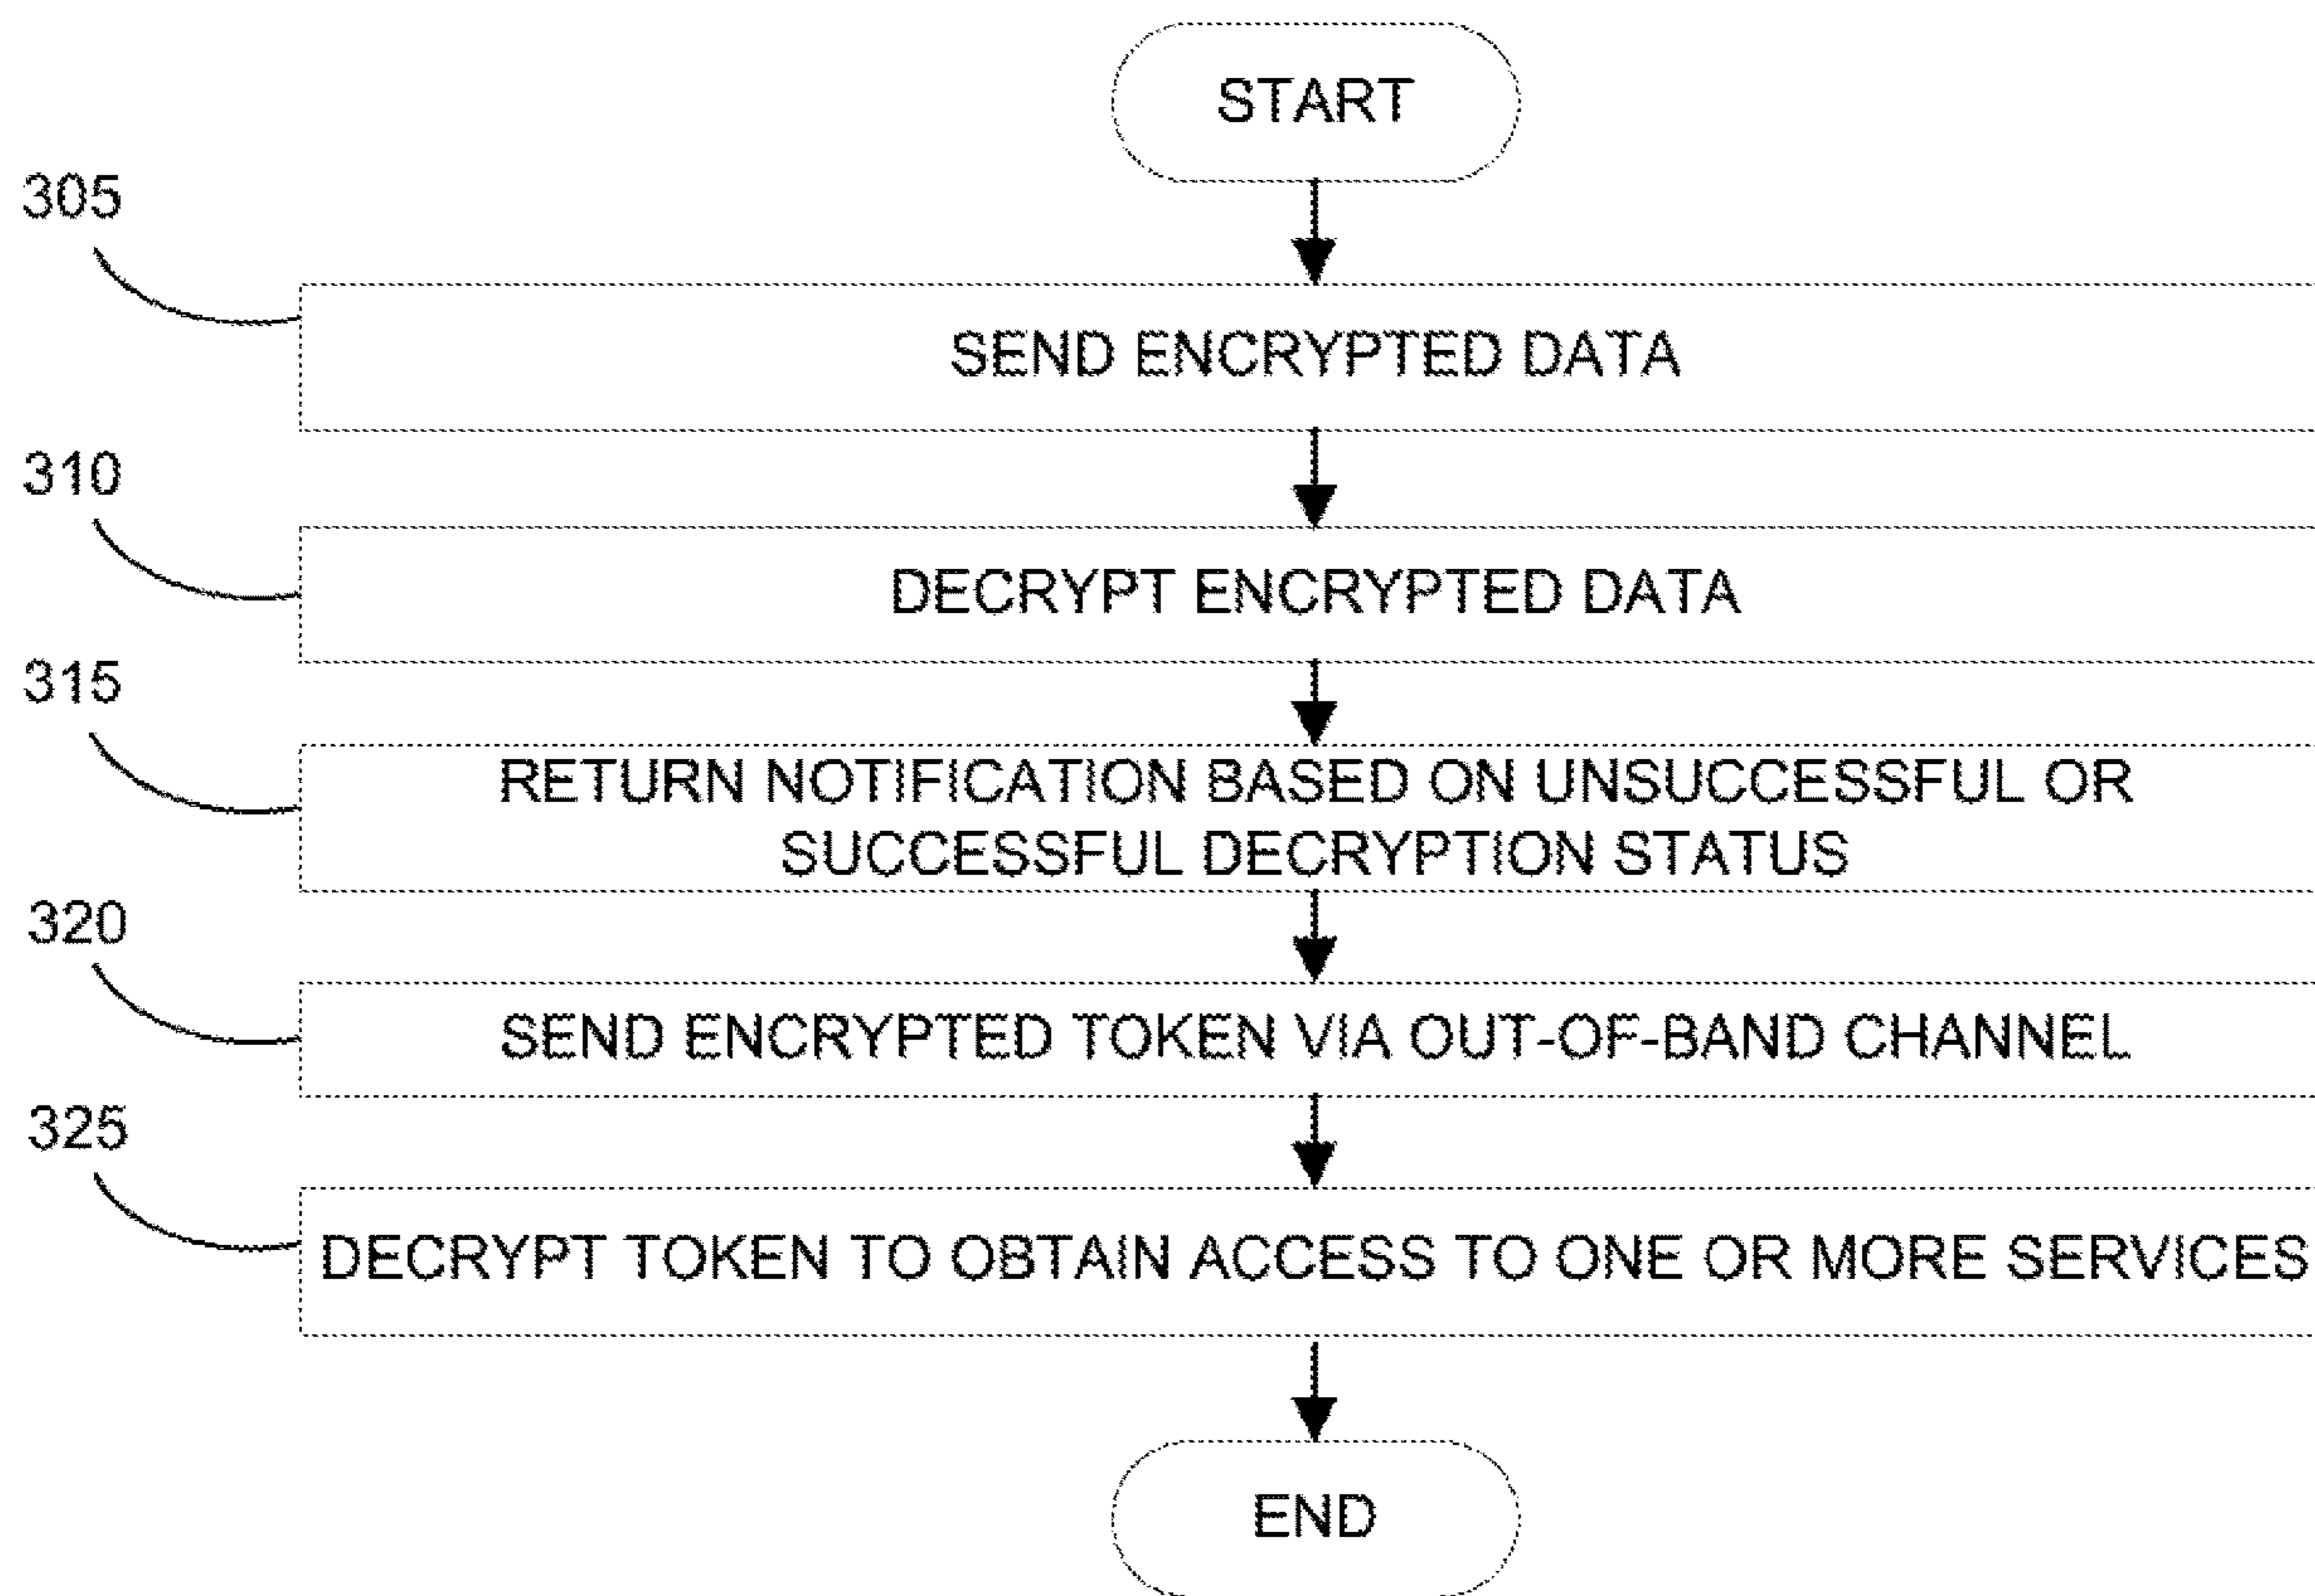 START
305
SEND ENCRYPTED DATA
310
DECRYPT ENCRYPTED DATA
315
RETURN NOTIFICATION BASED ON UNSUCCESSFUL OR
SUCCESSFUL DECRYPTION STATUS
320
SEND ENCRYPTED TOKEN VIA OUT-OF-BAND CHANNEL
325
DECRYPT TOKEN TO OBTAIN ACCESS TO ONE OR MORE SERVICES
END